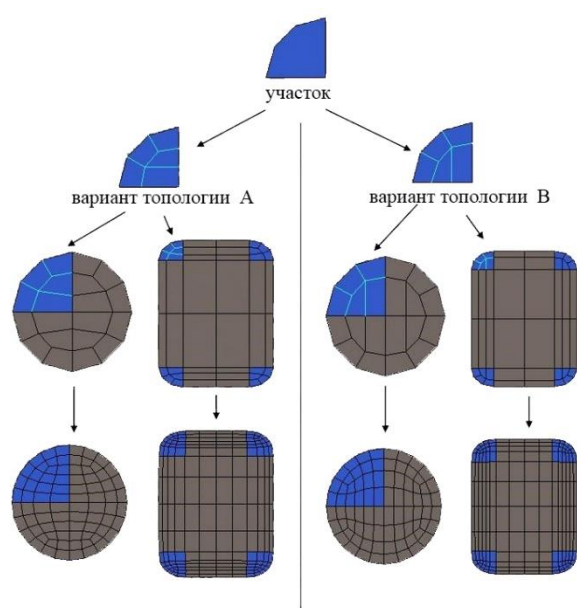 участок
вариант топологии А
вариант топологии В